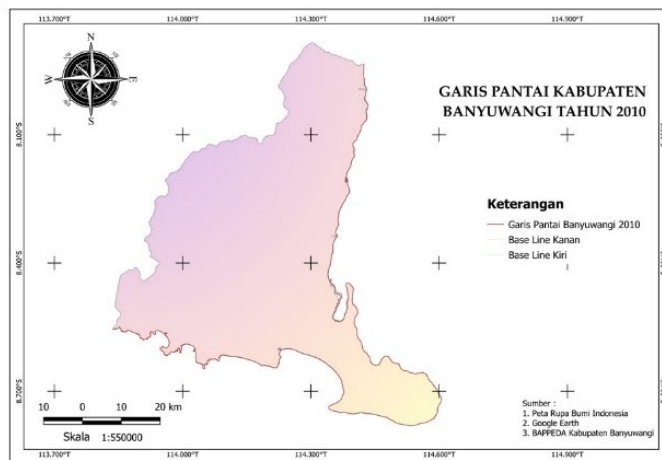 113.700°T 114.000°T 114.300°T 114.600°T 114.900°T
N
W E
S
GARIS PANTAI KABUPATEN
BANYUWANGI TAHUN 2010
8.100°S
Keterangan
Garis Pantai Banyuwangi 2010
Base Line Kanan
Base Line Kiri
8.400°S
8.700°S
10 0 10 20 km
Skala 1:550000
Sumber :
1. Peta Rupa Bumi Indonesia
2. Google Earth
3. BAPPEDA Kabupaten Banyuwangi
113.700°T 114.000°T 114.300°T 114.600°T 114.900°T